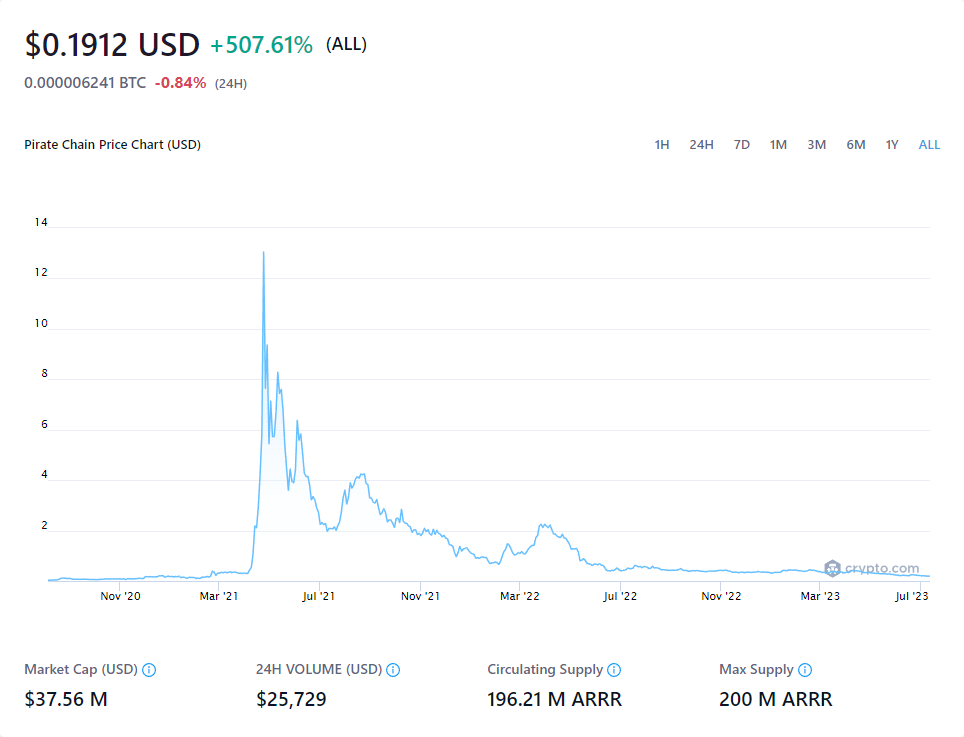 $0.1912 USD +507.61% (ALL)
0.000006241 BTC -0.84% (24H)
Pirate Chain Price Chart (USD) 1H 24H 7D 1M 3M 6M 1Y ALL
14
12
10
8
6
4
2
crypto.com
Nov '20 Mar '21 Jul '21 Nov '21 Mar '22 Jul '22 Nov '22 Mar '23 Jul '23
Market Cap (USD) 24H VOLUME (USD) Circulating Supply Max Supply
$37.56 M $25,729 196.21 M ARRR 200 M ARRR